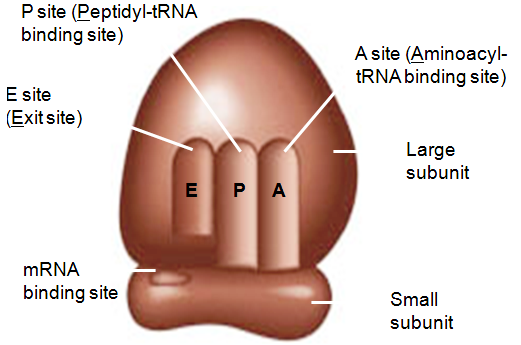 P site (Peptidyl-tRNA
binding site)
A site (Aminoacyl-
tRNA binding site)
E site
(Exit site)
Large
subunit
E P A
mRNA
binding site
Small
subunit